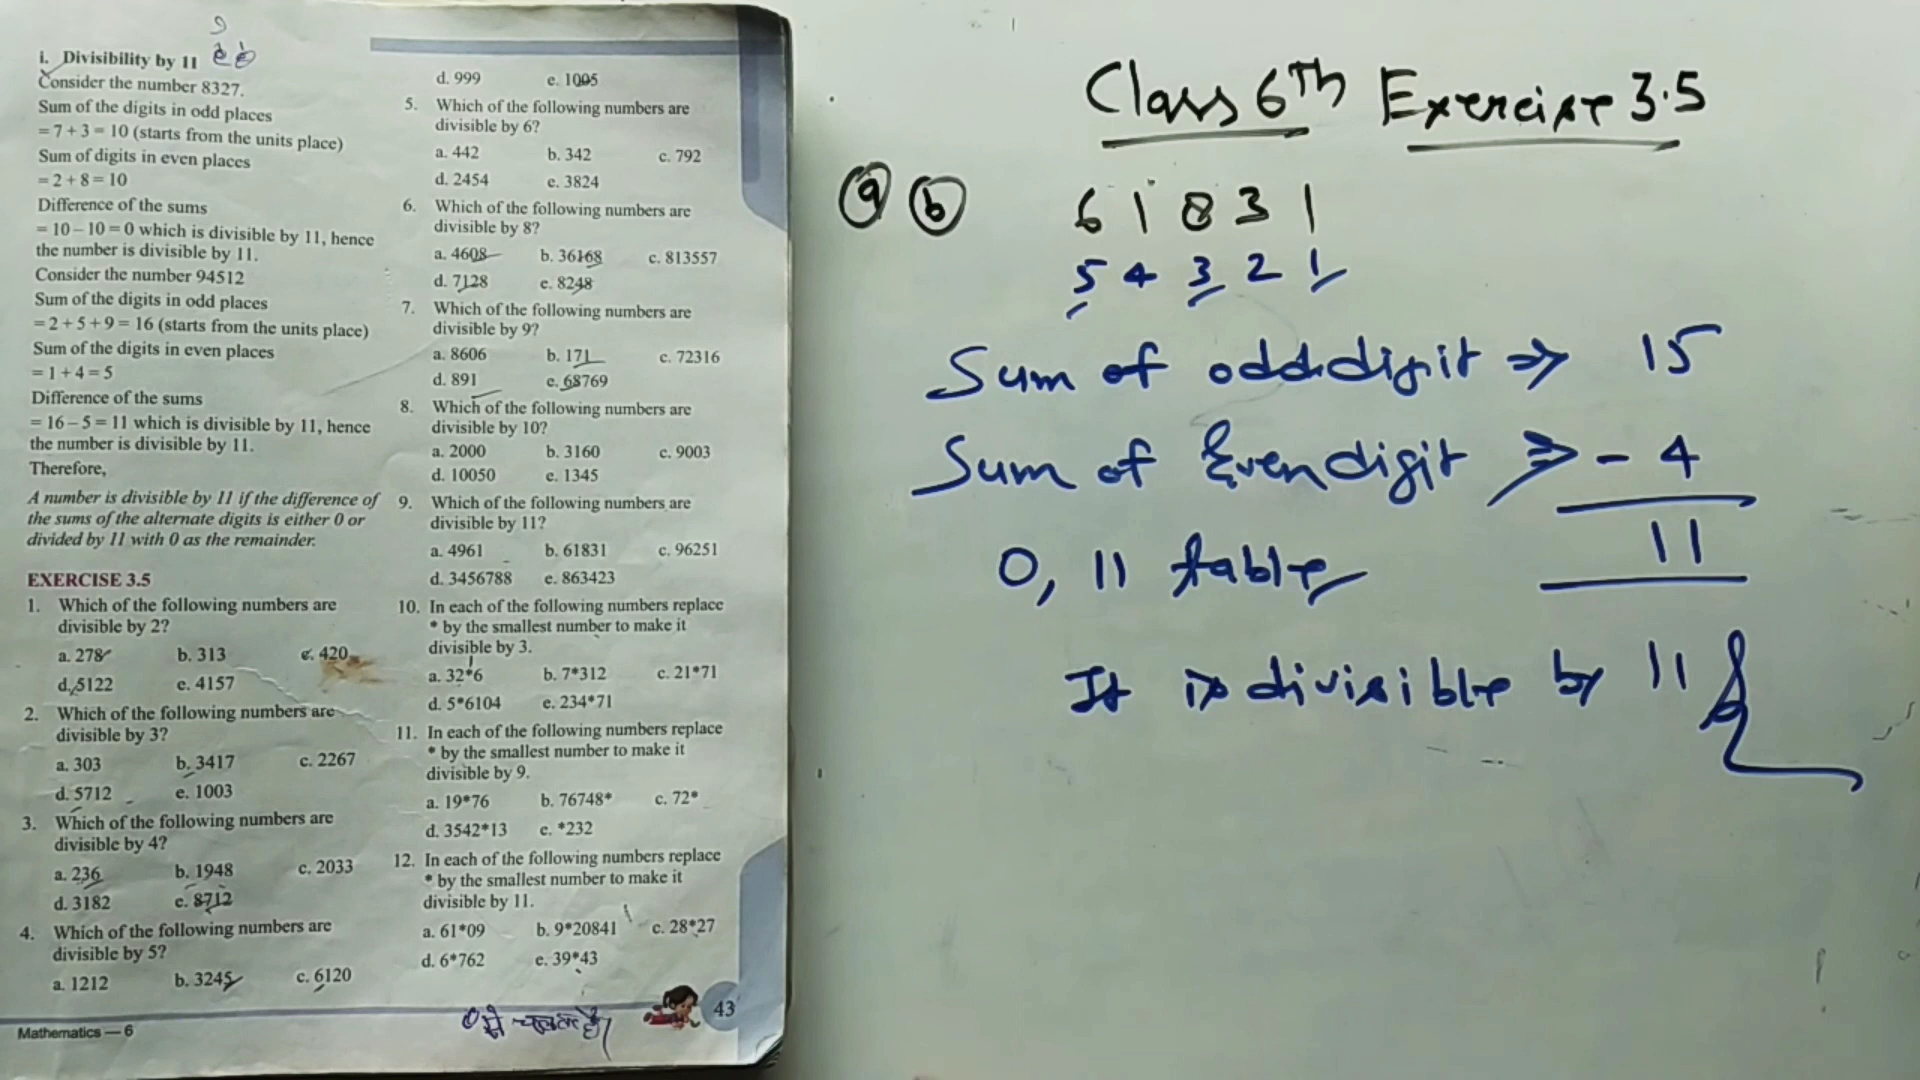 i. Divisibility by 11
Consider the number 8327.
Sum of the digits in odd places
= 7 + 3 = 10 (starts from the units place)
Sum of digits in even places
= 2 + 8 = 10
Difference of the sums
= 10 – 10 = 0 which is divisible by 11, hence
the number is divisible by 11.
Consider the number 94512
Sum of the digits in odd places
= 2 + 5 + 9 = 16 (starts from the units place)
Sum of the digits in even places
= 1 + 4 = 5
Difference of the sums
= 16 – 5 = 11 which is divisible by 11, hence
the number is divisible by 11.
Therefore,
A number is divisible by 11 if the difference of
the sums of the alternate digits is either 0 or
divided by 11 with 0 as the remainder.
EXERCISE 3.5
1. Which of the following numbers are
divisible by 2?
a. 278 b. 313 c. 420
d. 5122 e. 4157
2. Which of the following numbers are
divisible by 3?
a. 303 b. 3417 c. 2267
d. 5712 e. 1003
3. Which of the following numbers are
divisible by 4?
a. 236 b. 1948 c. 2033
d. 3182 e. 8712
4. Which of the following numbers are
divisible by 5?
a. 1212 b. 3245 c. 6120
Mathematics — 6
d. 999 e. 1005
5. Which of the following numbers are
divisible by 6?
a. 442 b. 342 c. 792
d. 2454 e. 3824
6. Which of the following numbers are
divisible by 8?
a. 4608 b. 36168 c. 813557
d. 7128 e. 8248
7. Which of the following numbers are
divisible by 9?
a. 8606 b. 171 c. 72316
d. 891 e. 68769
8. Which of the following numbers are
divisible by 10?
a. 2000 b. 3160 c. 9003
d. 10050 e. 1345
9. Which of the following numbers are
divisible by 11?
a. 4961 b. 61831 c. 96251
d. 3456788 e. 863423
10. In each of the following numbers replace
* by the smallest number to make it
divisible by 3.
a. 32*6 b. 7*312 c. 21*71
d. 5*6104 e. 234*71
11. In each of the following numbers replace
* by the smallest number to make it
divisible by 9.
a. 19*76 b. 76748* c. 72*
d. 3542*13 e. *232
12. In each of the following numbers replace
* by the smallest number to make it
divisible by 11.
a. 61*09 b. 9*20841 c. 28*27
d. 6*762 e. 39*43
43
Class 6Th Exercise 3.5
9 b 6 1 8 3 1
5 4 3 2 1
Sum of odd digit ⇒ 15
Sum of Even digit ⇒ - 4
0, 11 table 11
It is divisible by 11